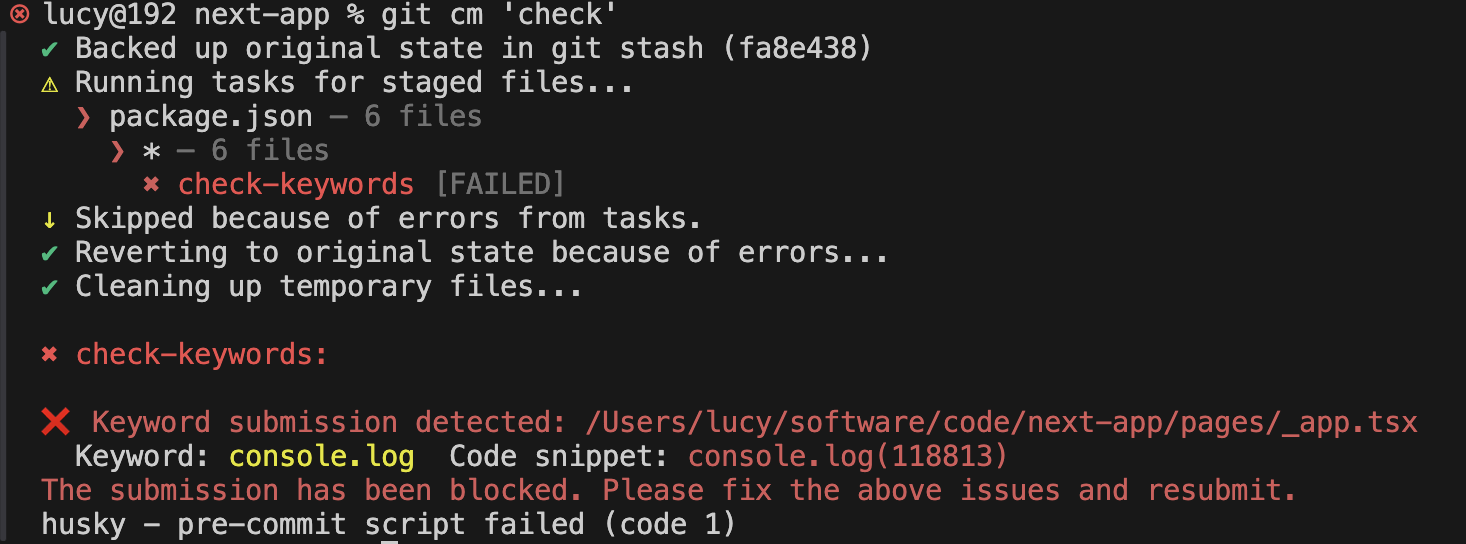 lucy@192 next-app % git cm 'check'
✔ Backed up original state in git stash (fa8e438)
⚠ Running tasks for staged files...
❯ package.json — 6 files
❯ * — 6 files
✖ check-keywords [FAILED]
↓ Skipped because of errors from tasks.
✔ Reverting to original state because of errors...
✔ Cleaning up temporary files...
✖ check-keywords:
❌ Keyword submission detected: /Users/lucy/software/code/next-app/pages/_app.tsx
Keyword: console.log  Code snippet: console.log(118813)
The submission has been blocked. Please fix the above issues and resubmit.
husky - pre-commit script failed (code 1)